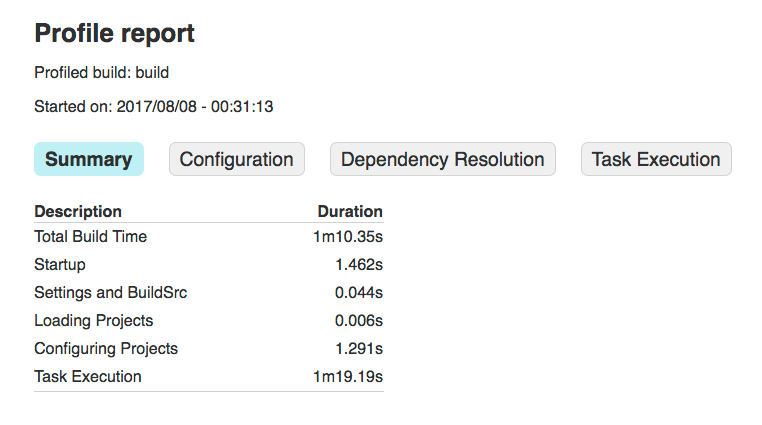 Profile report
Profiled build: build
Started on: 2017/08/08 - 00:31:13
Summary Configuration Dependency Resolution Task Execution
Description Duration
Total Build Time 1m10.35s
Startup 1.462s
Settings and BuildSrc 0.044s
Loading Projects 0.006s
Configuring Projects 1.291s
Task Execution 1m19.19s